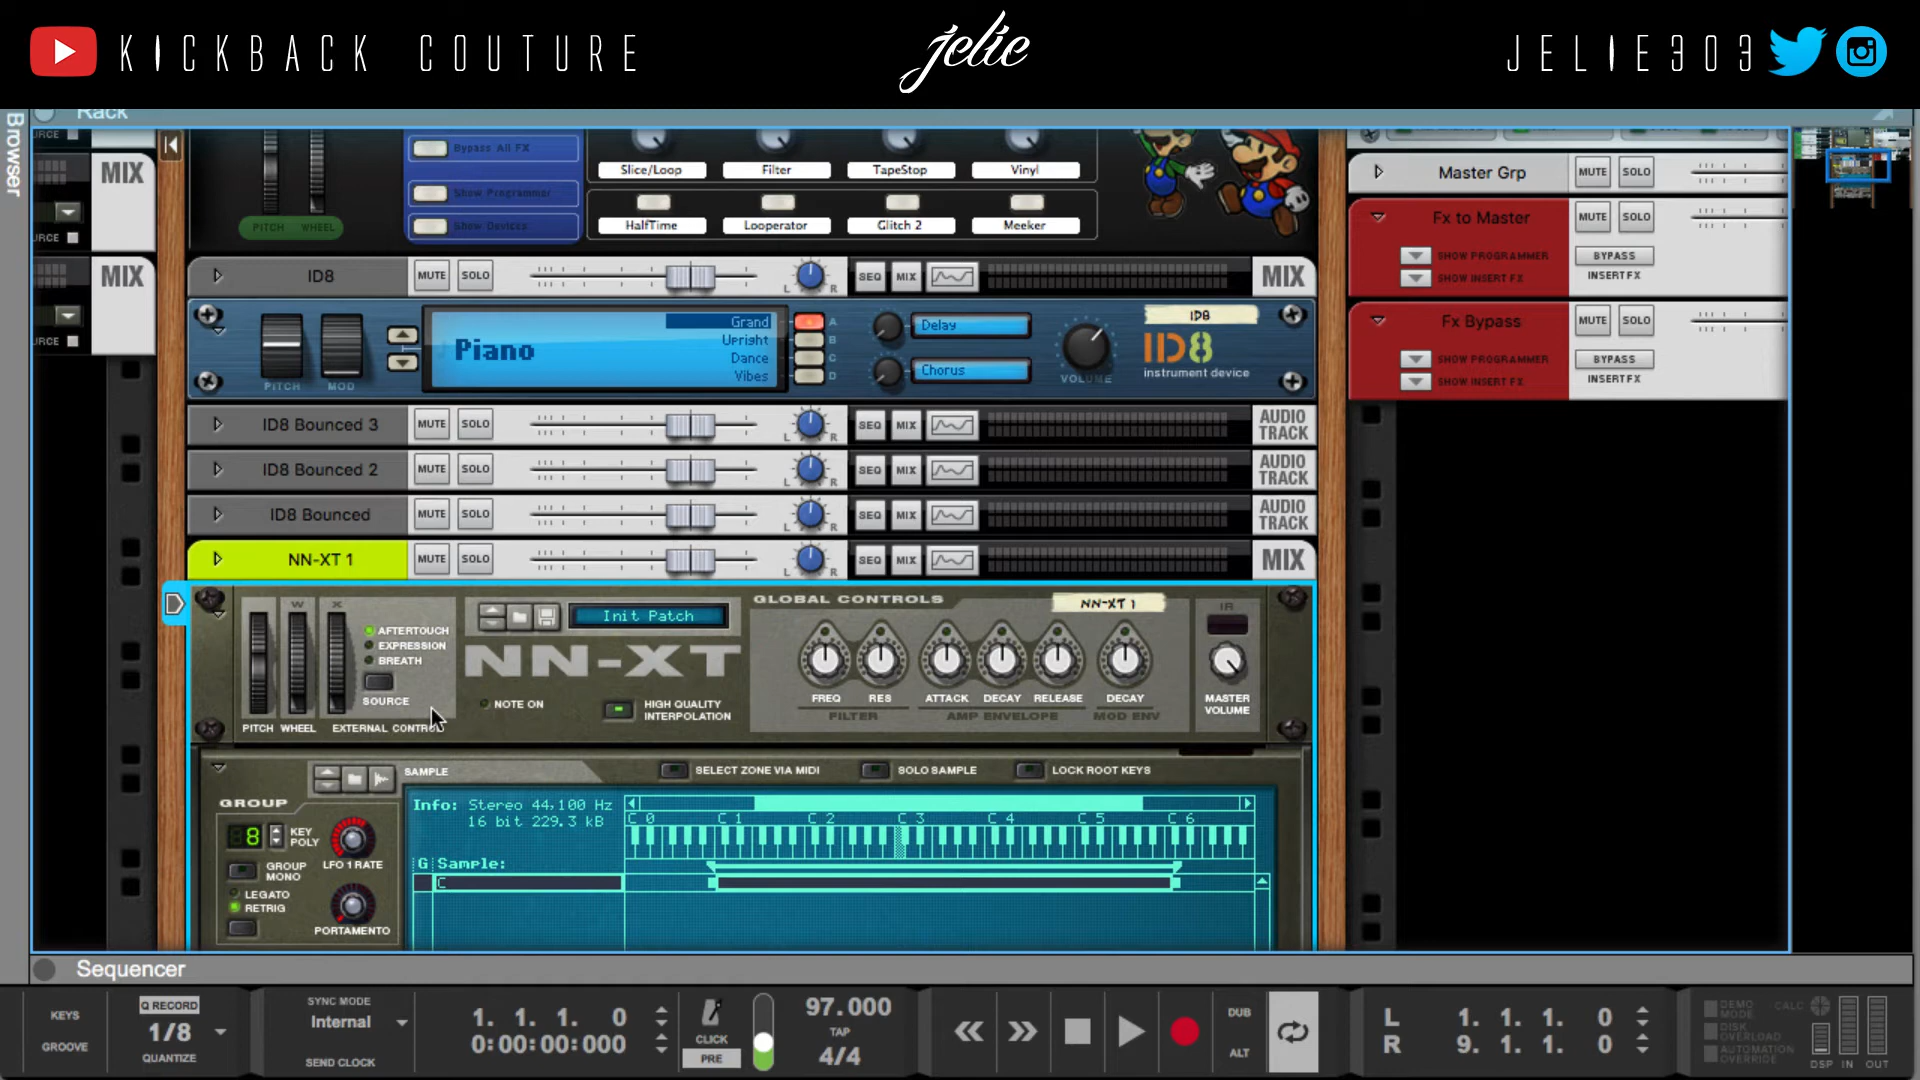 KICKBACK COUTURE
jelie
JELIE303
Rack
Browser
MIX
MIX
Bypass All FX
Show Programmer
Show Devices
PITCH WHEEL
Slice/Loop Filter TapeStop Vinyl
HalfTime Looperator Glitch 2 Meeker
Master Grp MUTE SOLO
Fx to Master MUTE SOLO
SHOW PROGRAMMER BYPASS
SHOW INSERT FX INSERT FX
Fx Bypass MUTE SOLO
SHOW PROGRAMMER BYPASS
SHOW INSERT FX INSERT FX
ID8 MUTE SOLO L R SEQ MIX MIX
Piano
Grand A
Upright B
Dance C
Vibes D
PITCH MOD
Delay
Chorus
VOLUME
ID8
ID8
instrument device
ID8 Bounced 3 MUTE SOLO L R SEQ MIX AUDIO TRACK
ID8 Bounced 2 MUTE SOLO L R SEQ MIX AUDIO TRACK
ID8 Bounced MUTE SOLO L R SEQ MIX AUDIO TRACK
NN-XT 1 MUTE SOLO L R SEQ MIX MIX
W X
AFTERTOUCH
EXPRESSION
BREATH
SOURCE
PITCH WHEEL EXTERNAL CONTROL
Init Patch
NN-XT
NOTE ON
HIGH QUALITY
INTERPOLATION
GLOBAL CONTROLS
NN-XT 1
FREQ RES ATTACK DECAY RELEASE DECAY
FILTER AMP ENVELOPE MOD ENV
MASTER
VOLUME
SAMPLE
SELECT ZONE VIA MIDI SOLO SAMPLE LOCK ROOT KEYS
GROUP
8 KEY POLY
LFO 1 RATE
GROUP MONO
LEGATO
RETRIG
PORTAMENTO
Info: Stereo 44,100 Hz
16 bit 229.3 kB
C 0 C 1 C 2 C 3 C 4 C 5 C 6
G Sample:
C
Sequencer
KEYS
GROOVE
Q RECORD
1/8
QUANTIZE
SYNC MODE
Internal
SEND CLOCK
1. 1. 1. 0
0:00:00:000
CLICK
PRE
97.000
TAP
4/4
DUB
ALT
L 1. 1. 1. 0
R 9. 1. 1. 0
DEMO MODE
DISK OVERLOAD
AUTOMATION OVERRIDE
CALC
DSP IN OUT